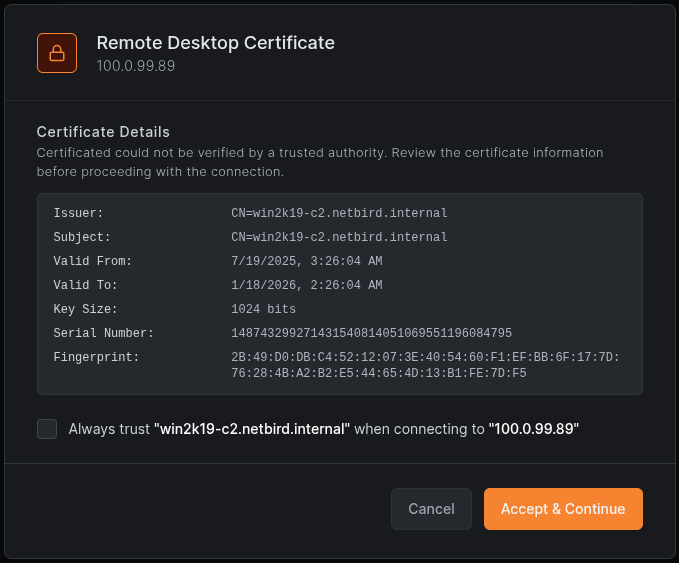 Remote Desktop Certificate
100.0.99.89
Certificate Details
Certificated could not be verified by a trusted authority. Review the certificate information
before proceeding with the connection.
Issuer: CN=win2k19-c2.netbird.internal
Subject: CN=win2k19-c2.netbird.internal
Valid From: 7/19/2025, 3:26:04 AM
Valid To: 1/18/2026, 2:26:04 AM
Key Size: 1024 bits
Serial Number: 148743299271431540814051069551196084795
Fingerprint: 2B:49:D0:DB:C4:52:12:07:3E:40:54:60:F1:EF:BB:6F:17:7D:
76:28:4B:A2:B2:E5:44:65:4D:13:B1:FE:7D:F5
Always trust "win2k19-c2.netbird.internal" when connecting to "100.0.99.89"
Cancel Accept & Continue